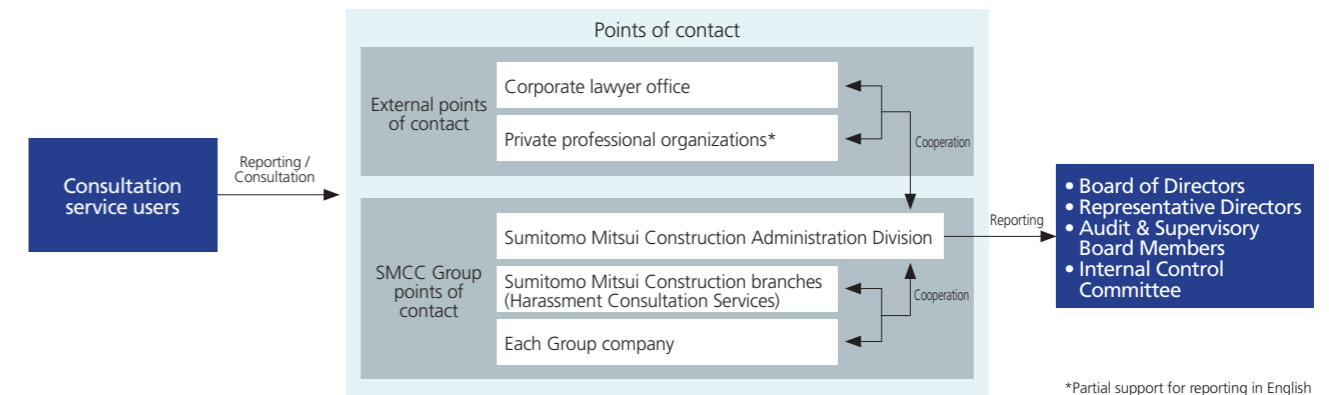 Points of contact
Consultation
service users
Reporting /
Consultation
External points
of contact
Corporate lawyer office
Private professional organizations*
Cooperation
SMCC Group
points of
contact
Sumitomo Mitsui Construction Administration Division
Sumitomo Mitsui Construction branches
(Harassment Consultation Services)
Each Group company
Cooperation
Reporting
• Board of Directors
• Representative Directors
• Audit & Supervisory
Board Members
• Internal Control
Committee
*Partial support for reporting in English